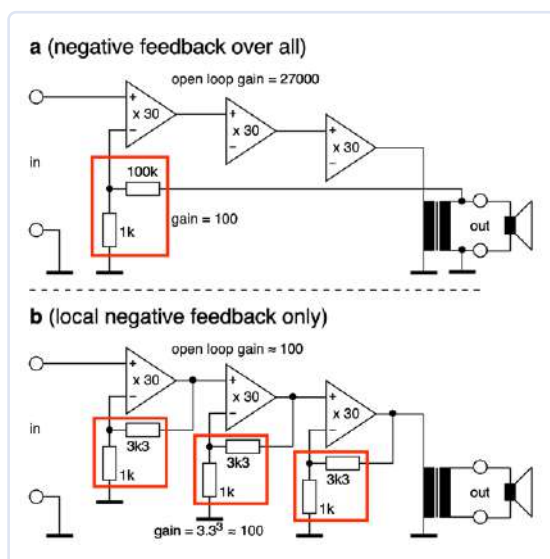 a (negative feedback over all)
open loop gain = 27000
+
x 30
−
+
x 30
−
+
x 30
−
in
100k
gain = 100
1k
out
b (local negative feedback only)
open loop gain ≈ 100
+
x 30
−
+
x 30
−
+
x 30
−
in
3k3
1k
3k3
1k
3k3
1k
out
gain = 3.3³ ≈ 100